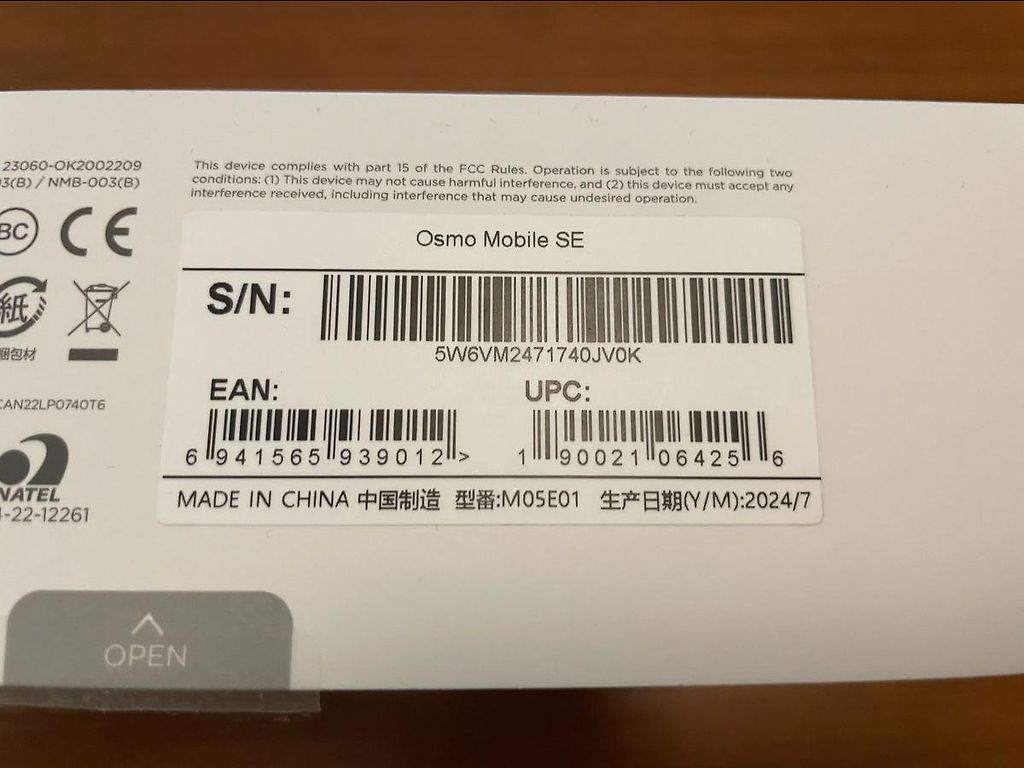 23060-OK2002209
03(B) / NMB-003(B)
This device complies with part 15 of the FCC Rules. Operation is subject to the following two
conditions: (1) This device may not cause harmful interference, and (2) this device must accept any
interference received, including interference that may cause undesired operation.
BC
CE
紙
個包材
CAN22LP0740T6
NATEL
4-22-12261
Osmo Mobile SE
S/N:
5W6VM2471740JV0K
EAN: UPC:
6 941565 939012 > 1 90021 06425 6
MADE IN CHINA 中国制造 型番:M05E01 生产日期(Y/M):2024/7
OPEN